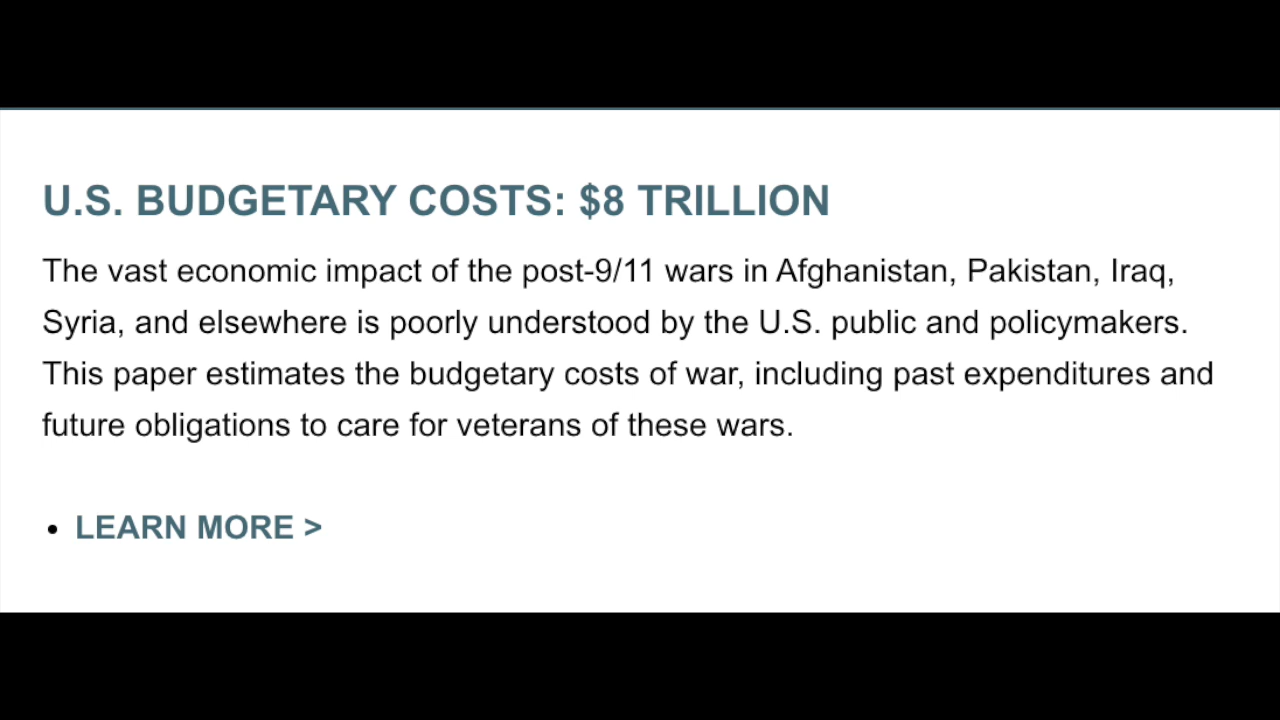 U.S. BUDGETARY COSTS: $8 TRILLION
The vast economic impact of the post-9/11 wars in Afghanistan, Pakistan, Iraq,
Syria, and elsewhere is poorly understood by the U.S. public and policymakers.
This paper estimates the budgetary costs of war, including past expenditures and
future obligations to care for veterans of these wars.
• LEARN MORE >